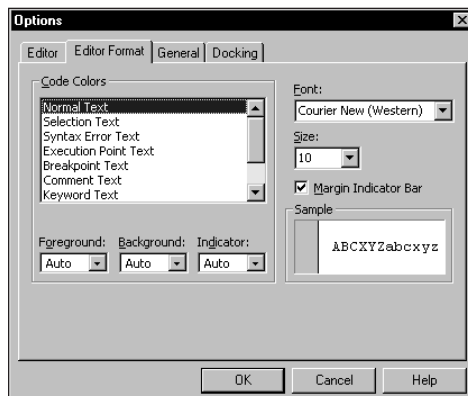 Options
Editor Editor Format General Docking
Code Colors
Normal Text
Selection Text
Syntax Error Text
Execution Point Text
Breakpoint Text
Comment Text
Keyword Text
Foreground: Background: Indicator:
Auto Auto Auto
Font:
Courier New (Western)
Size:
10
Margin Indicator Bar
Sample
ABCXYZabcxyz
OK Cancel Help